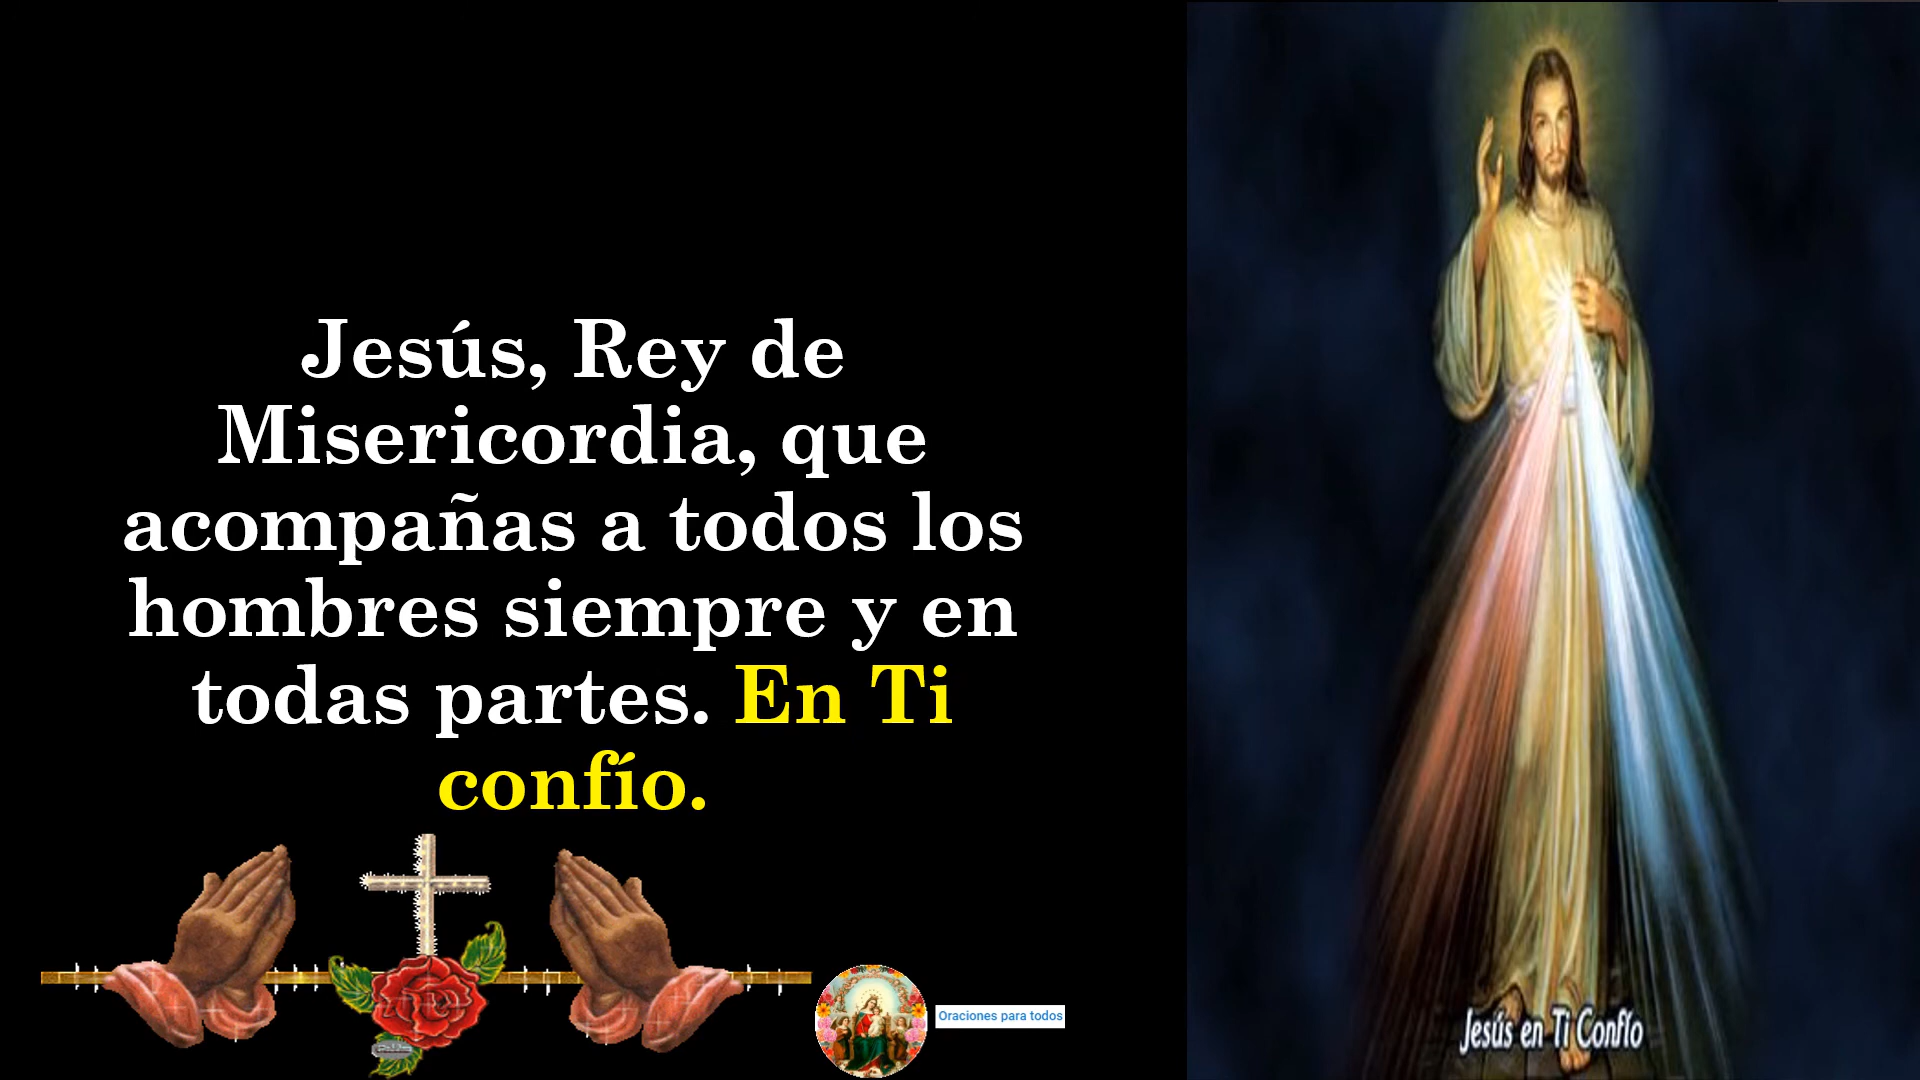 Jesús, Rey de
Misericordia, que
acompañas a todos los
hombres siempre y en
todas partes. En Ti
confío.
Oraciones para todos
Jesús en Ti Confío